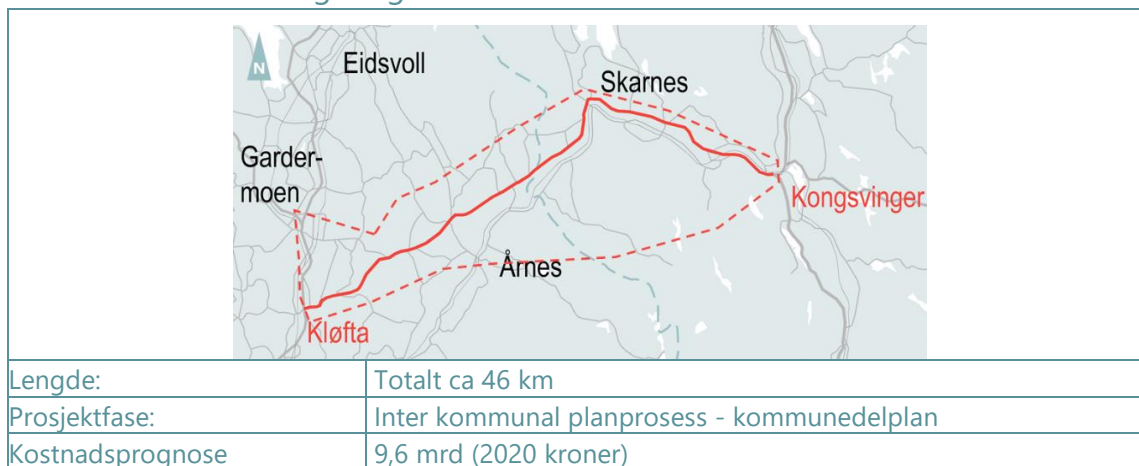 Eidsvoll
Skarnes
N
Garder-
moen
Kongsvinger
Årnes
Kløfta
Lengde: Totalt ca 46 km
Prosjektfase: Inter kommunal planprosess - kommunedelplan
Kostnadsprognose 9,6 mrd (2020 kroner)